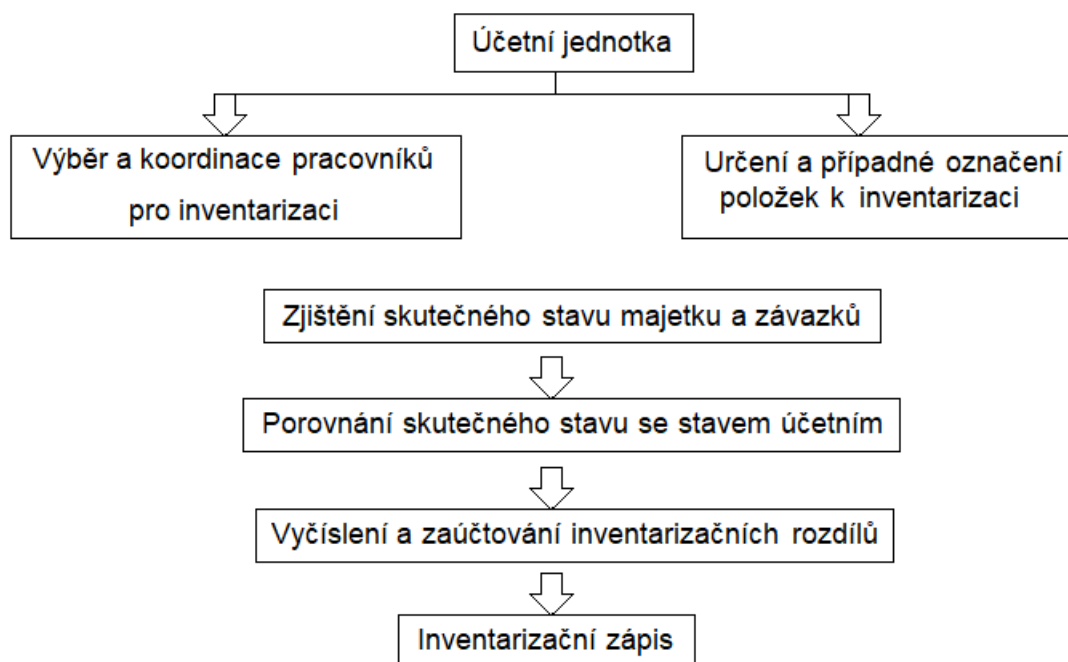 Účetní jednotka
Výběr a koordinace pracovníků
pro inventarizaci
Určení a případné označení
položek k inventarizaci
Zjištění skutečného stavu majetku a závazků
Porovnání skutečného stavu se stavem účetním
Vyčíslení a zaúčtování inventarizačních rozdílů
Inventarizační zápis